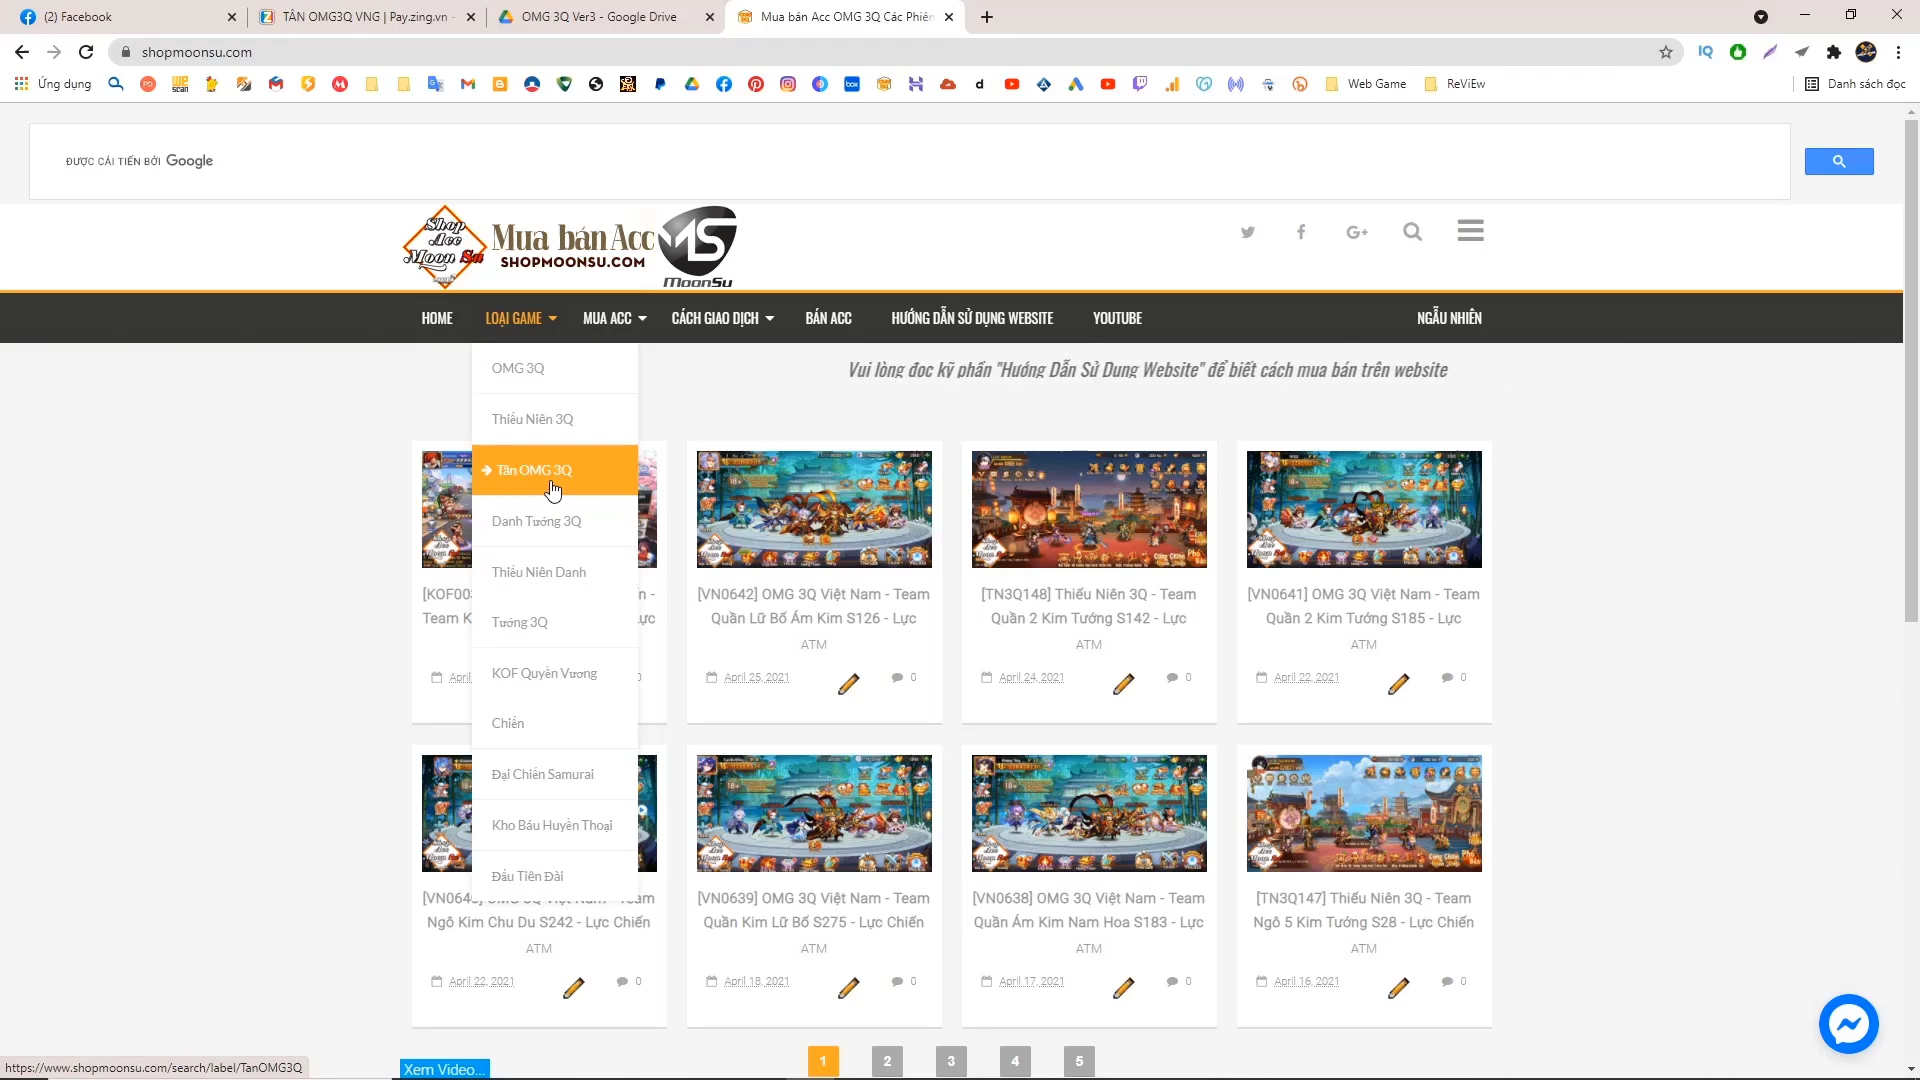 (2) Facebook
TÂN OMG3Q VNG | Pay.zing.vn -
OMG 3Q Ver3 - Google Drive
Mua bán Acc OMG 3Q Các Phiên
shopmoonsu.com
Ứng dụng
Web Game
ReViEw
Danh sách đọc
ĐƯỢC CẢI TIẾN BỞI Google
Shop Acc Moon Su
Mua bán Acc
SHOPMOONSU.COM
MS
MoonSu
HOME
LOẠI GAME
MUA ACC
CÁCH GIAO DỊCH
BÁN ACC
HƯỚNG DẪN SỬ DỤNG WEBSITE
YOUTUBE
NGẪU NHIÊN
OMG 3Q
Thiếu Niên 3Q
Tân OMG 3Q
Danh Tướng 3Q
Thiếu Niên Danh
Tướng 3Q
KOF Quyền Vương
Chiến
Đại Chiến Samurai
Kho Báu Huyền Thoại
Đấu Tiên Đài
Vui lòng đọc kỹ phần "Hướng Dẫn Sử Dụng Website" để biết cách mua bán trên website
[VN0642] OMG 3Q Việt Nam - Team
Quần Lữ Bố Ám Kim S126 - Lực
ATM
April 25, 2021
0
[TN3Q148] Thiếu Niên 3Q - Team
Quần 2 Kim Tướng S142 - Lực
ATM
April 24, 2021
0
[VN0641] OMG 3Q Việt Nam - Team
Quần 2 Kim Tướng S185 - Lực
ATM
April 22, 2021
0
Ngô Kim Chu Du S242 - Lực Chiến
ATM
April 22, 2021
0
[VN0639] OMG 3Q Việt Nam - Team
Quần Kim Lữ Bố S275 - Lực Chiến
ATM
April 18, 2021
0
[VN0638] OMG 3Q Việt Nam - Team
Quần Ám Kim Nam Hoa S183 - Lực
ATM
April 17, 2021
0
[TN3Q147] Thiếu Niên 3Q - Team
Ngô 5 Kim Tướng S28 - Lực Chiến
ATM
April 16, 2021
0
1
2
3
4
5
Xem Video...
https://www.shopmoonsu.com/search/label/TanOMG3Q